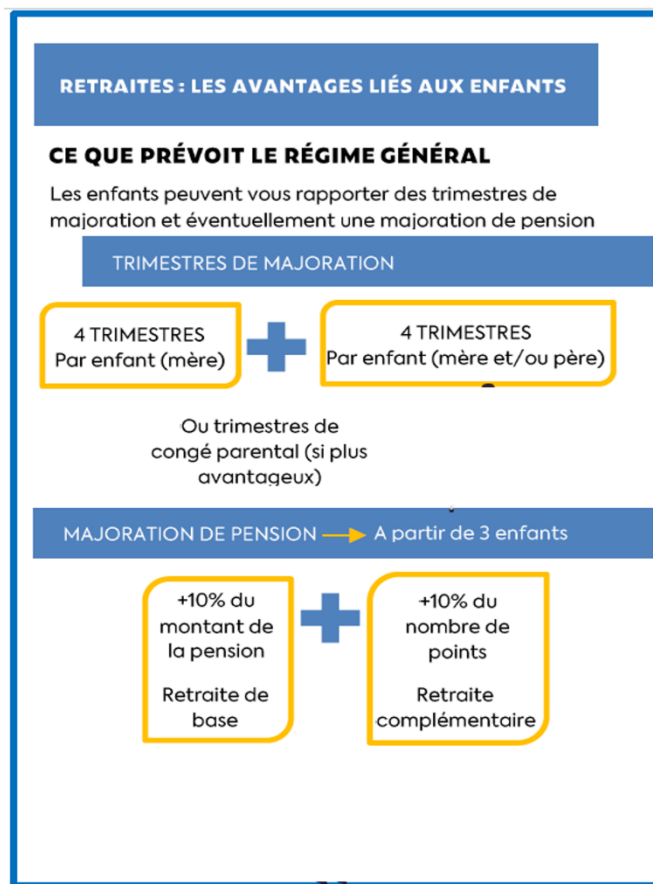 RETRAITES : LES AVANTAGES LIÉS AUX ENFANTS
CE QUE PRÉVOIT LE RÉGIME GÉNÉRAL
Les enfants peuvent vous rapporter des trimestres de
majoration et éventuellement une majoration de pension
TRIMESTRES DE MAJORATION
4 TRIMESTRES
Par enfant (mère)
4 TRIMESTRES
Par enfant (mère et/ou père)
Ou trimestres de
congé parental (si plus
avantageux)
MAJORATION DE PENSION → A partir de 3 enfants
+10% du
montant de
la pension
Retraite de
base
+10% du
nombre de
points
Retraite
complémentaire